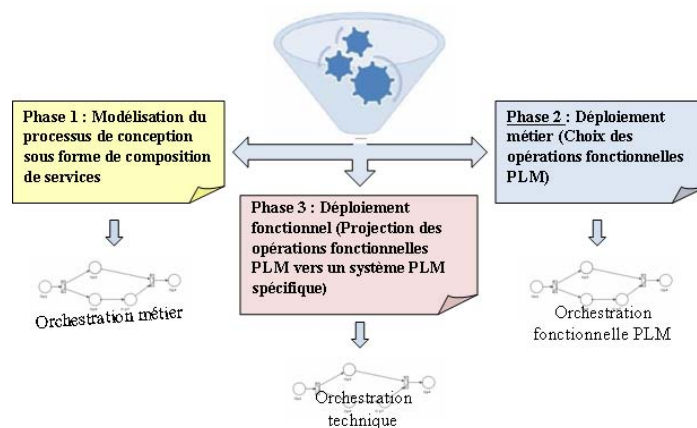 Phase 1 : Modélisation du
processus de conception
sous forme de composition
de services
Phase 2 : Déploiement
métier (Choix des
opérations fonctionnelles
PLM)
Phase 3 : Déploiement
fonctionnel (Projection des
opérations fonctionnelles
PLM vers un système PLM
spécifique)
Orchestration métier
Orchestration
fonctionnelle PLM
Orchestration
technique